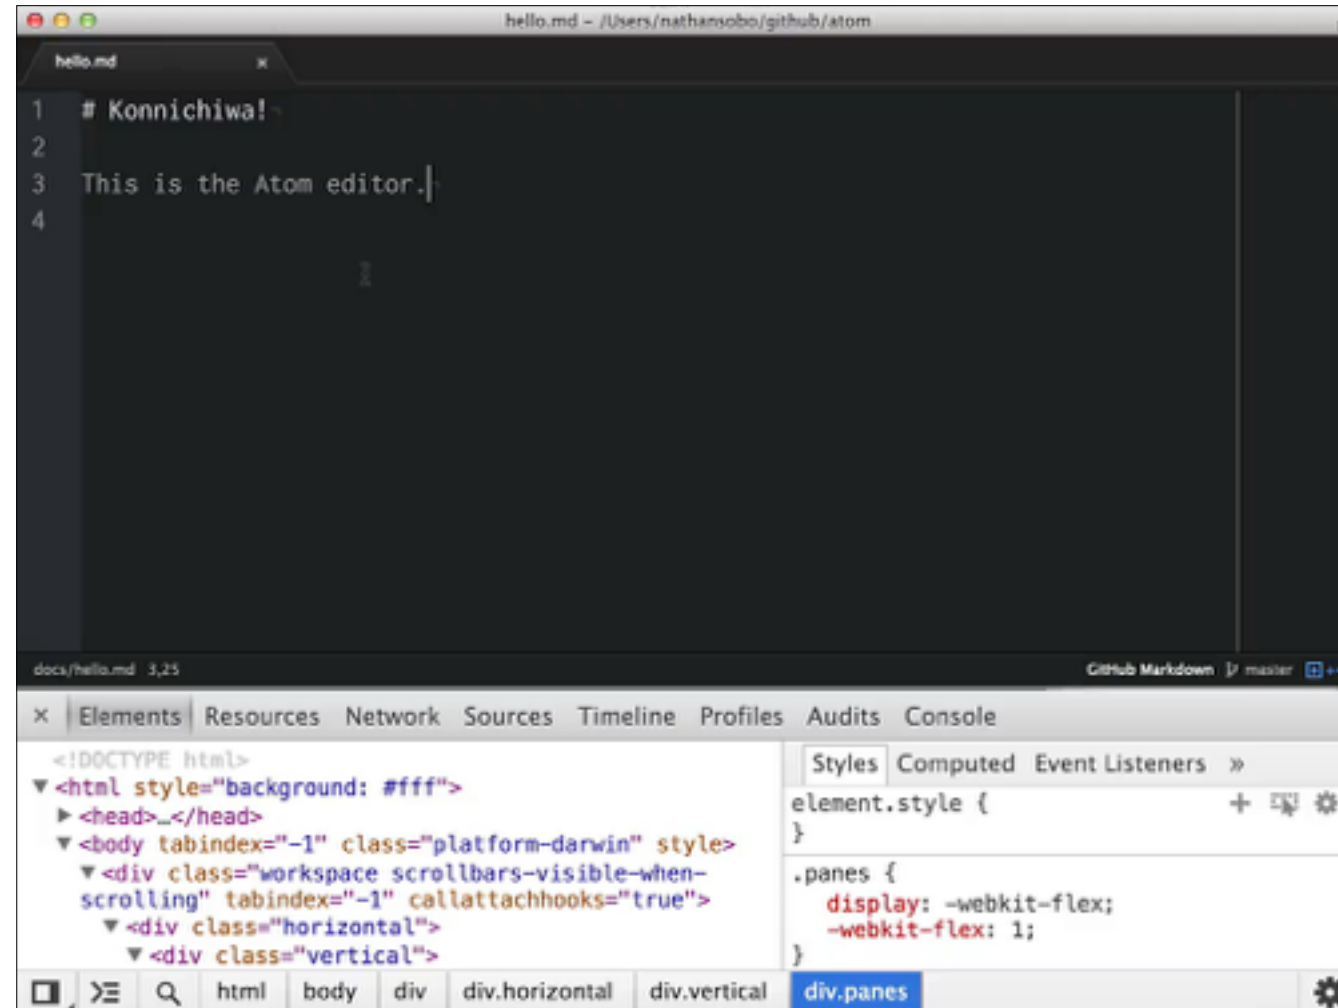 hello.md - /Users/nathansobo/github/atom
hello.md ×
1 # Konnichiwa!
2
3 This is the Atom editor.
4
docs/hello.md 3,25 GitHub Markdown master
× Elements Resources Network Sources Timeline Profiles Audits Console
<!DOCTYPE html>
▼<html style="background: #fff">
▶<head>…</head>
▼<body tabindex="-1" class="platform-darwin" style>
▼<div class="workspace scrollbars-visible-when-
scrolling" tabindex="-1" callattachhooks="true">
▼<div class="horizontal">
▼<div class="vertical">
Styles Computed Event Listeners »
element.style {
}
.panes {
display: -webkit-flex;
-webkit-flex: 1;
}
html body div div.horizontal div.vertical div.panes